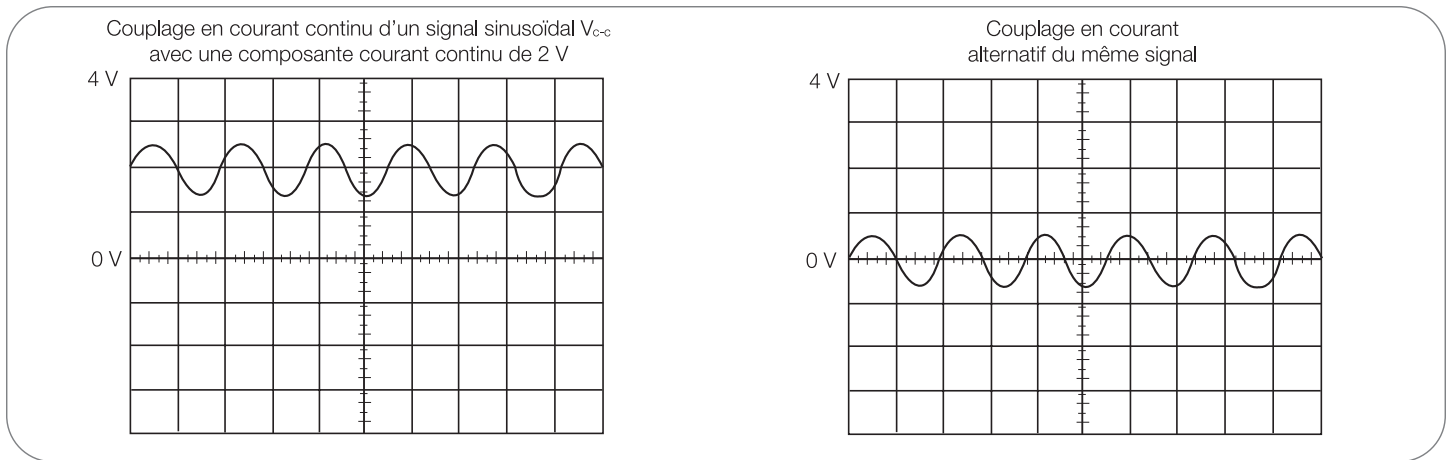 Couplage en courant continu d'un signal sinusoïdal Vc-c
avec une composante courant continu de 2 V
4 V
0 V
Couplage en courant
alternatif du même signal
4 V
0 V